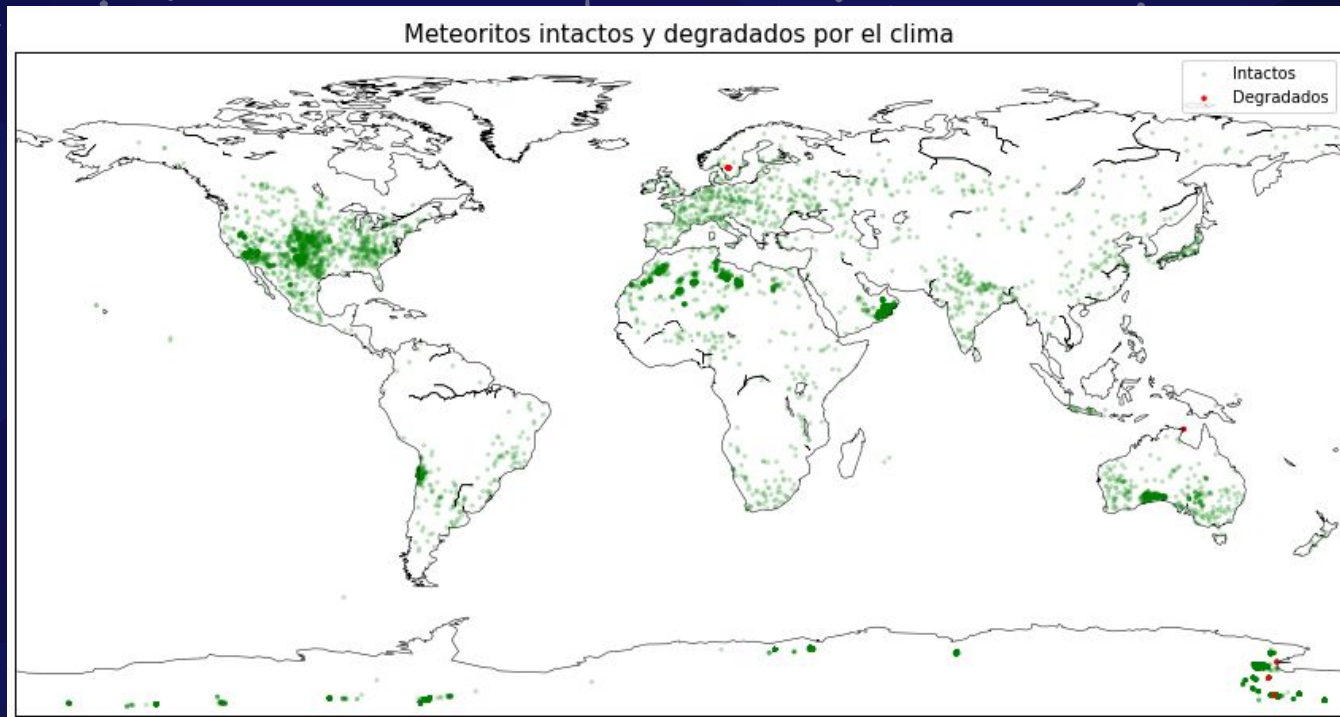 Meteoritos intactos y degradados por el clima
Intactos
Degradados